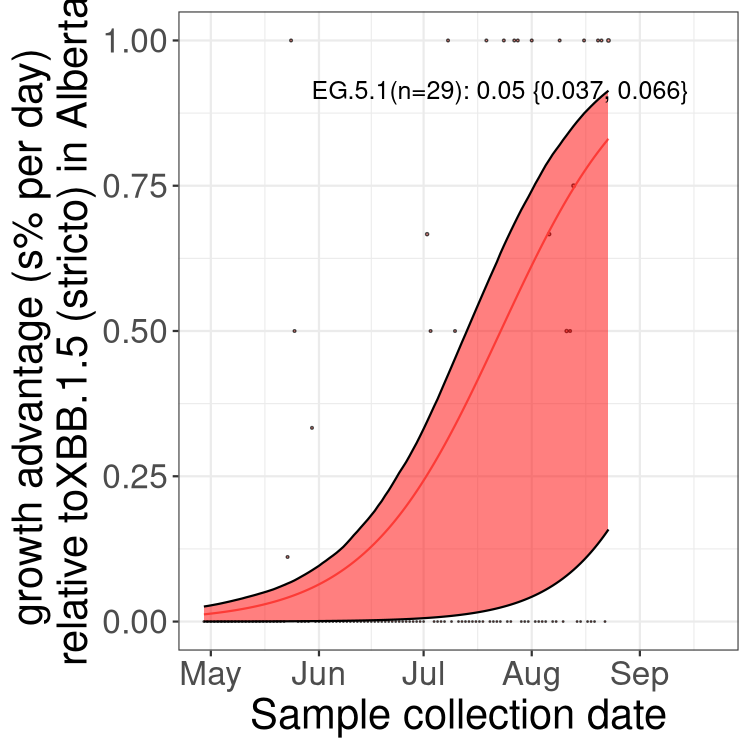 growth advantage (s% per day)
relative toXBB.1.5 (stricto) in Alberta
1.00
0.75
0.50
0.25
0.00
EG.5.1(n=29): 0.05 {0.037, 0.066}
May Jun Jul Aug Sep
Sample collection date